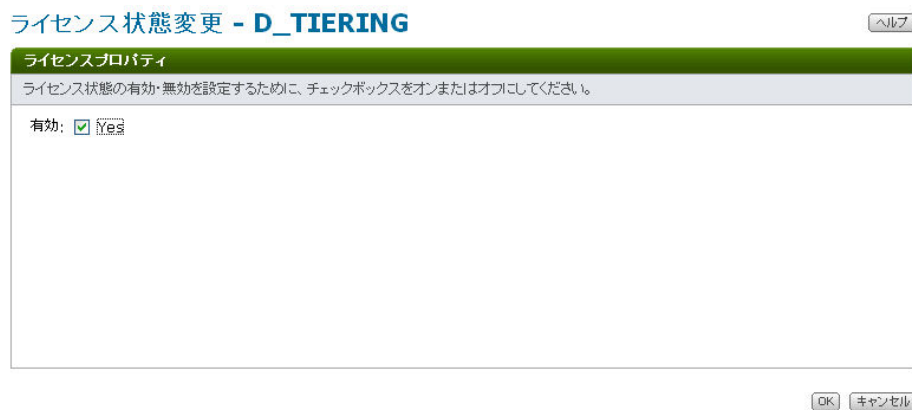 ライセンス状態変更 - D_TIERING
ヘルプ
ライセンスプロパティ
ライセンス状態の有効・無効を設定するために、チェックボックスをオンまたはオフにしてください。
有効: Yes
OK キャンセル